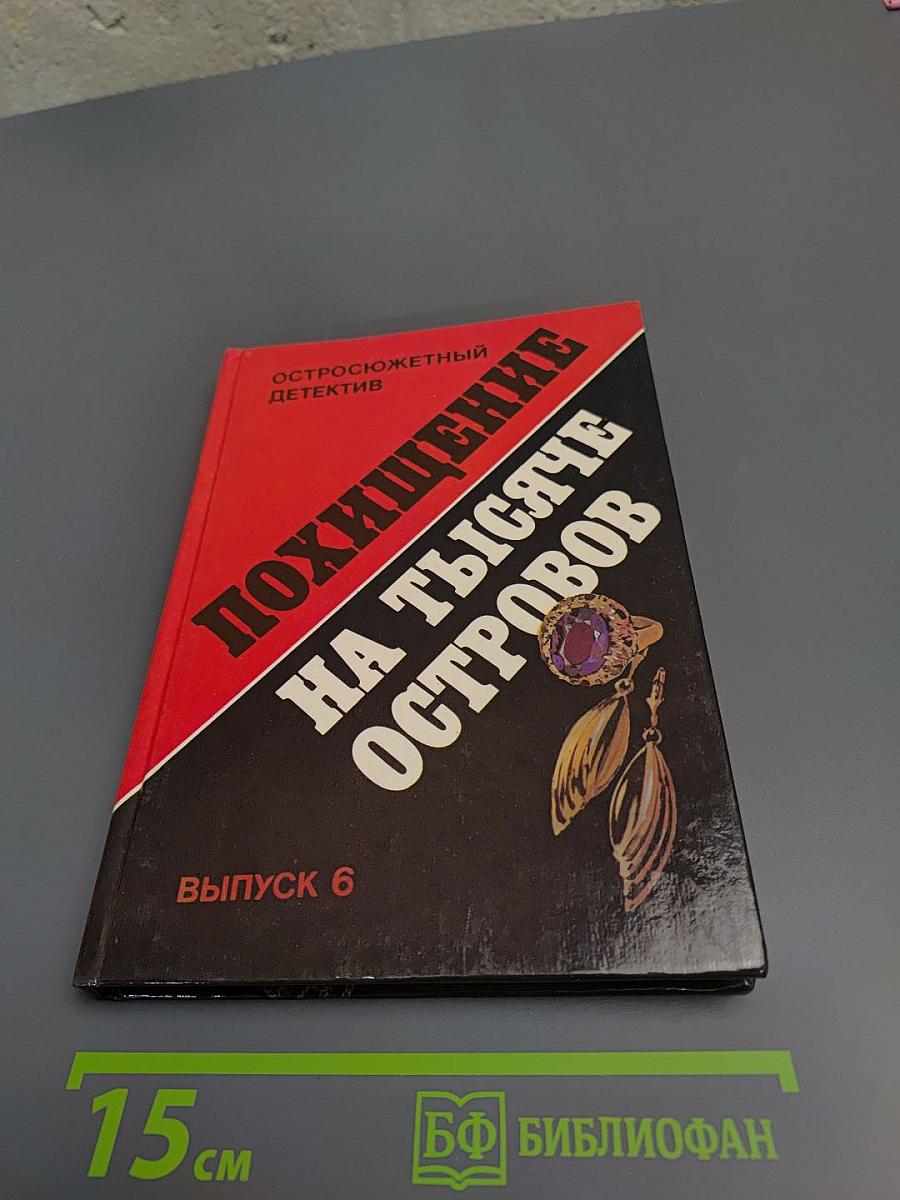 ОСТРОСЮЖЕТНЫЙ
ДЕТЕКТИВ
ПОХИЩЕНИЕ
НА ТЫСЯЧЕ
ОСТРОВОВ
ВЫПУСК 6
15 см
БФ БИБЛИОФАН